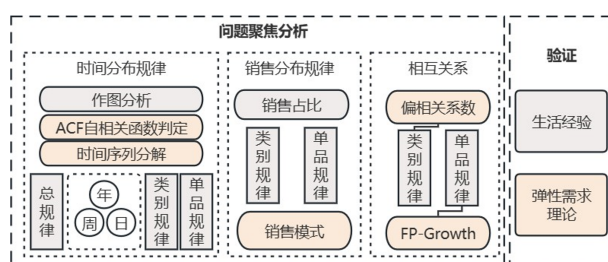 问题聚焦分析
时间分布规律
作图分析
ACF自相关函数判定
时间序列分解
总规律
年
周
日
类别规律
单品规律
销售分布规律
销售占比
类别规律
单品规律
销售模式
相互关系
偏相关系数
类别规律
单品规律
FP-Growth
验证
生活经验
弹性需求
理论